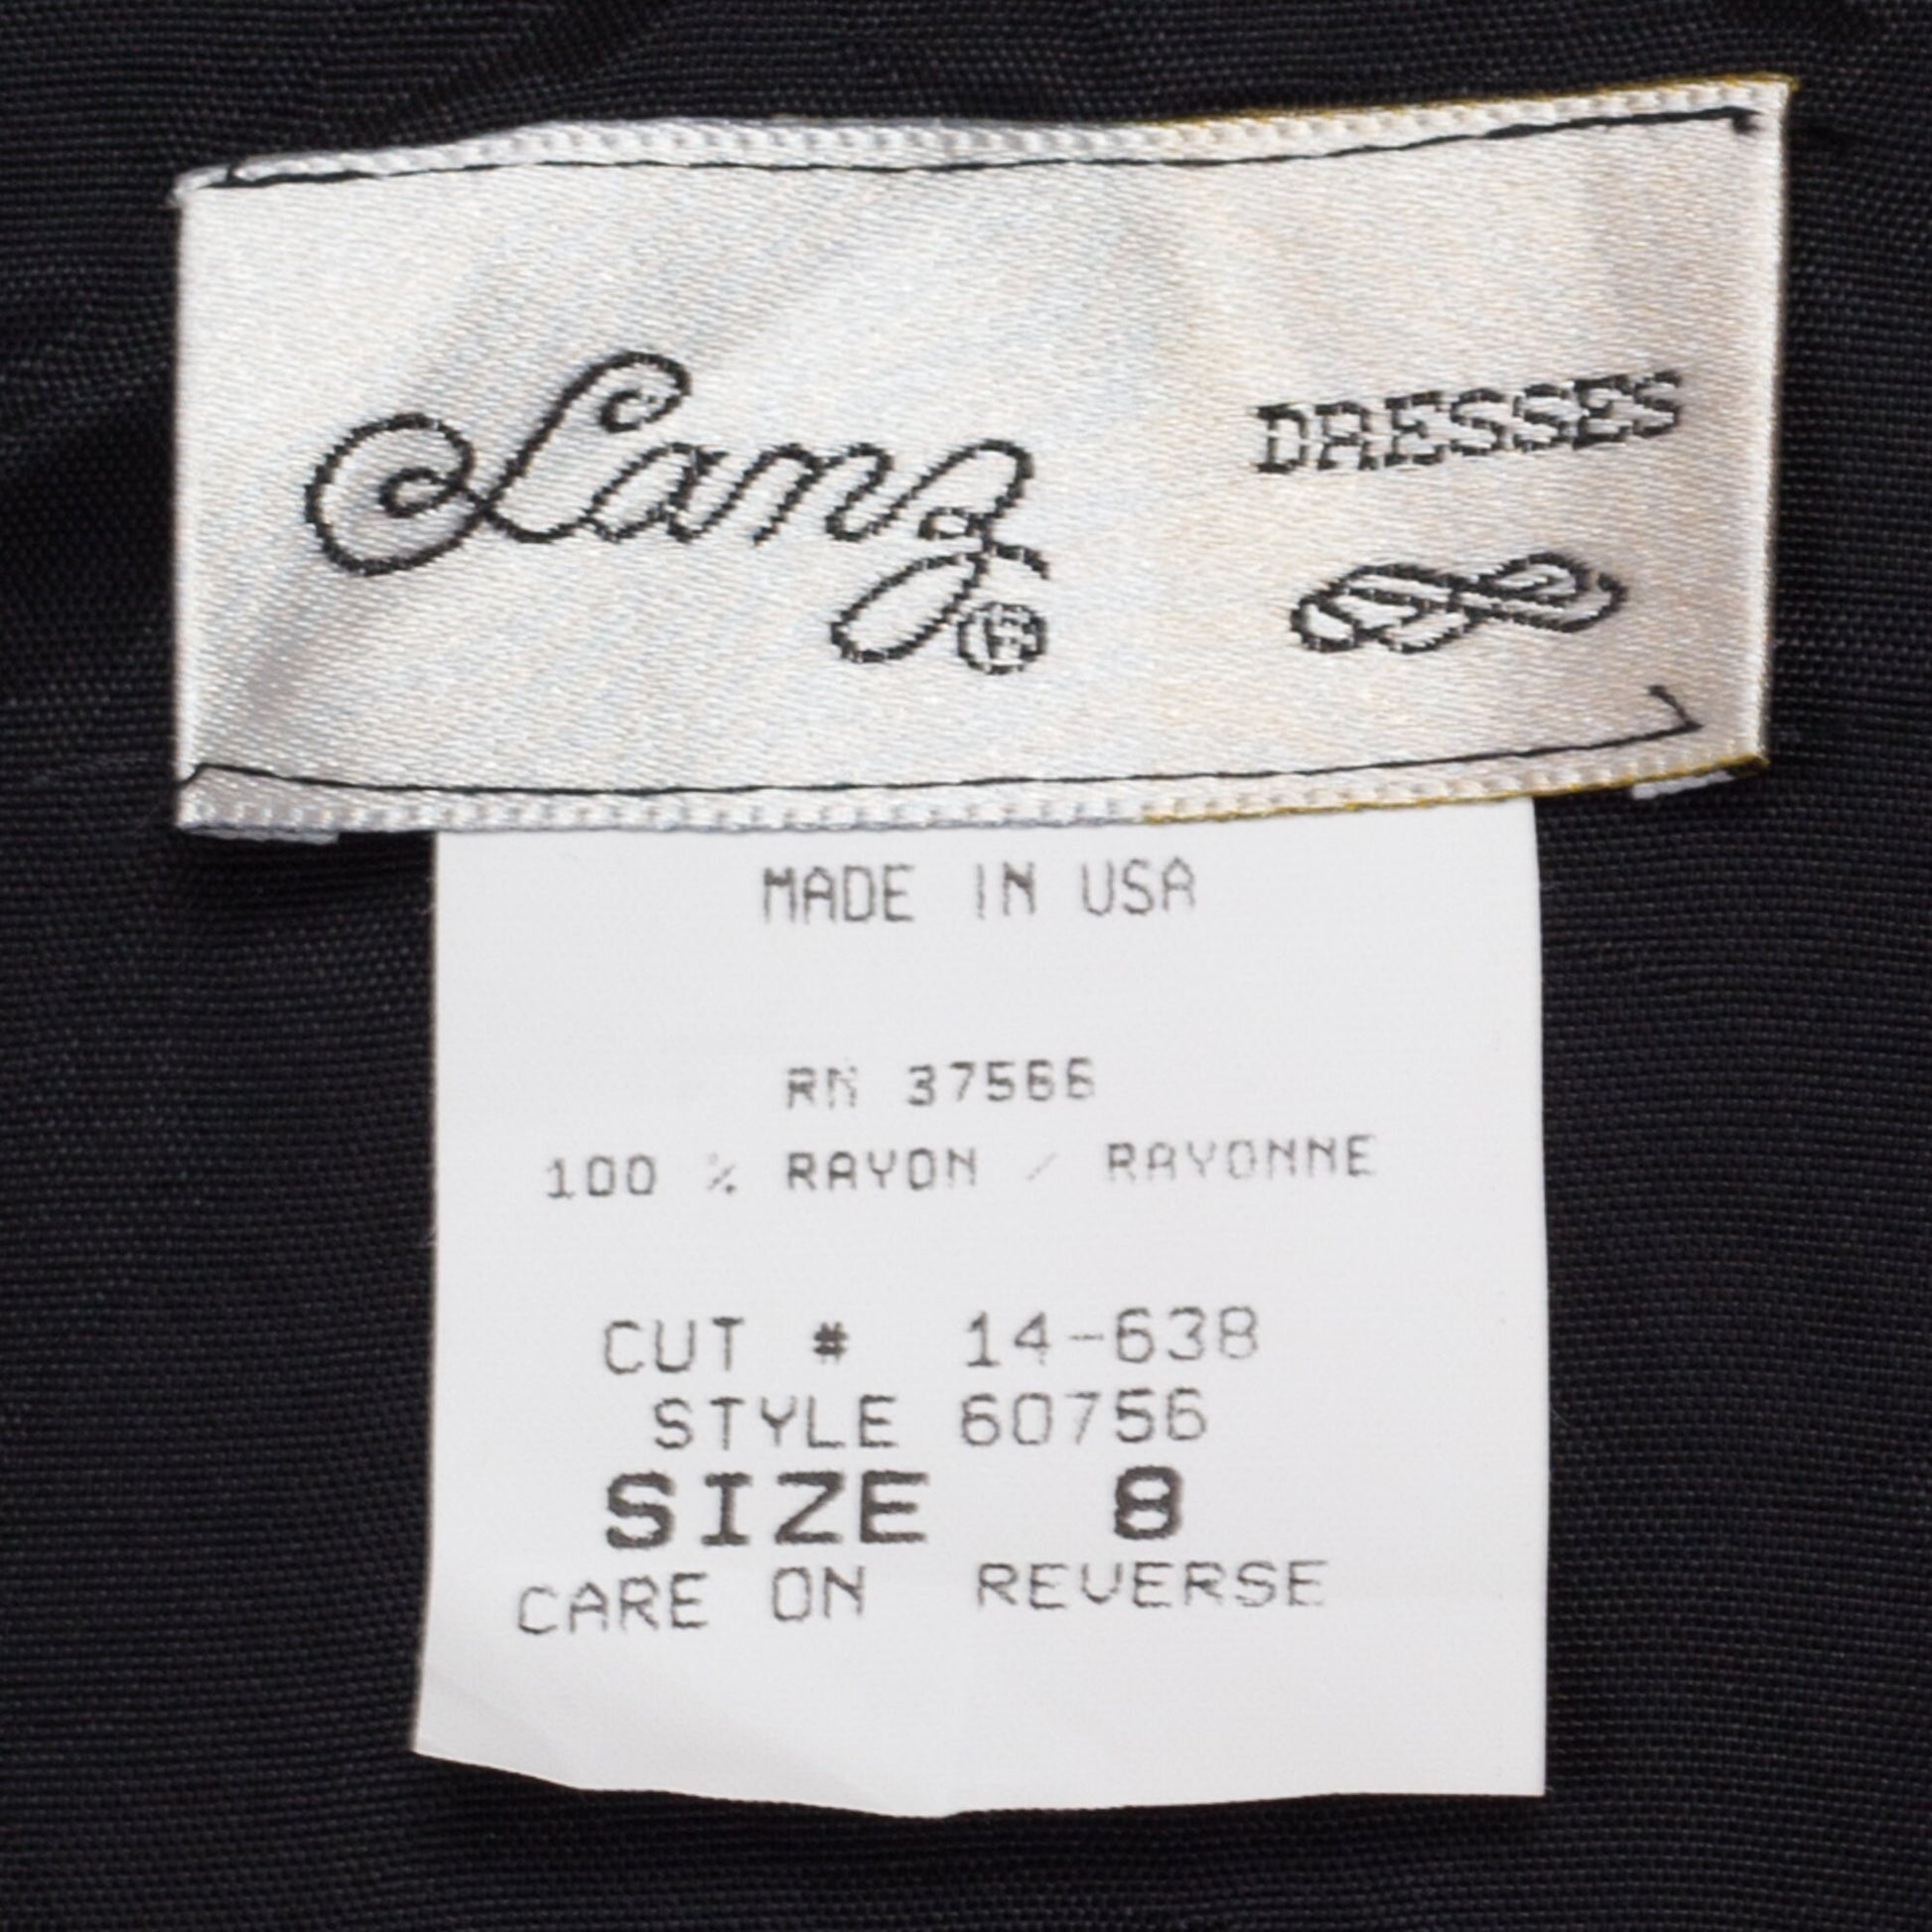 Lanz®
DRESSES
MADE IN USA
RN 37566
100 % RAYON / RAYONNE
CUT # 14-638
STYLE 60756
SIZE 8
CARE ON REVERSE